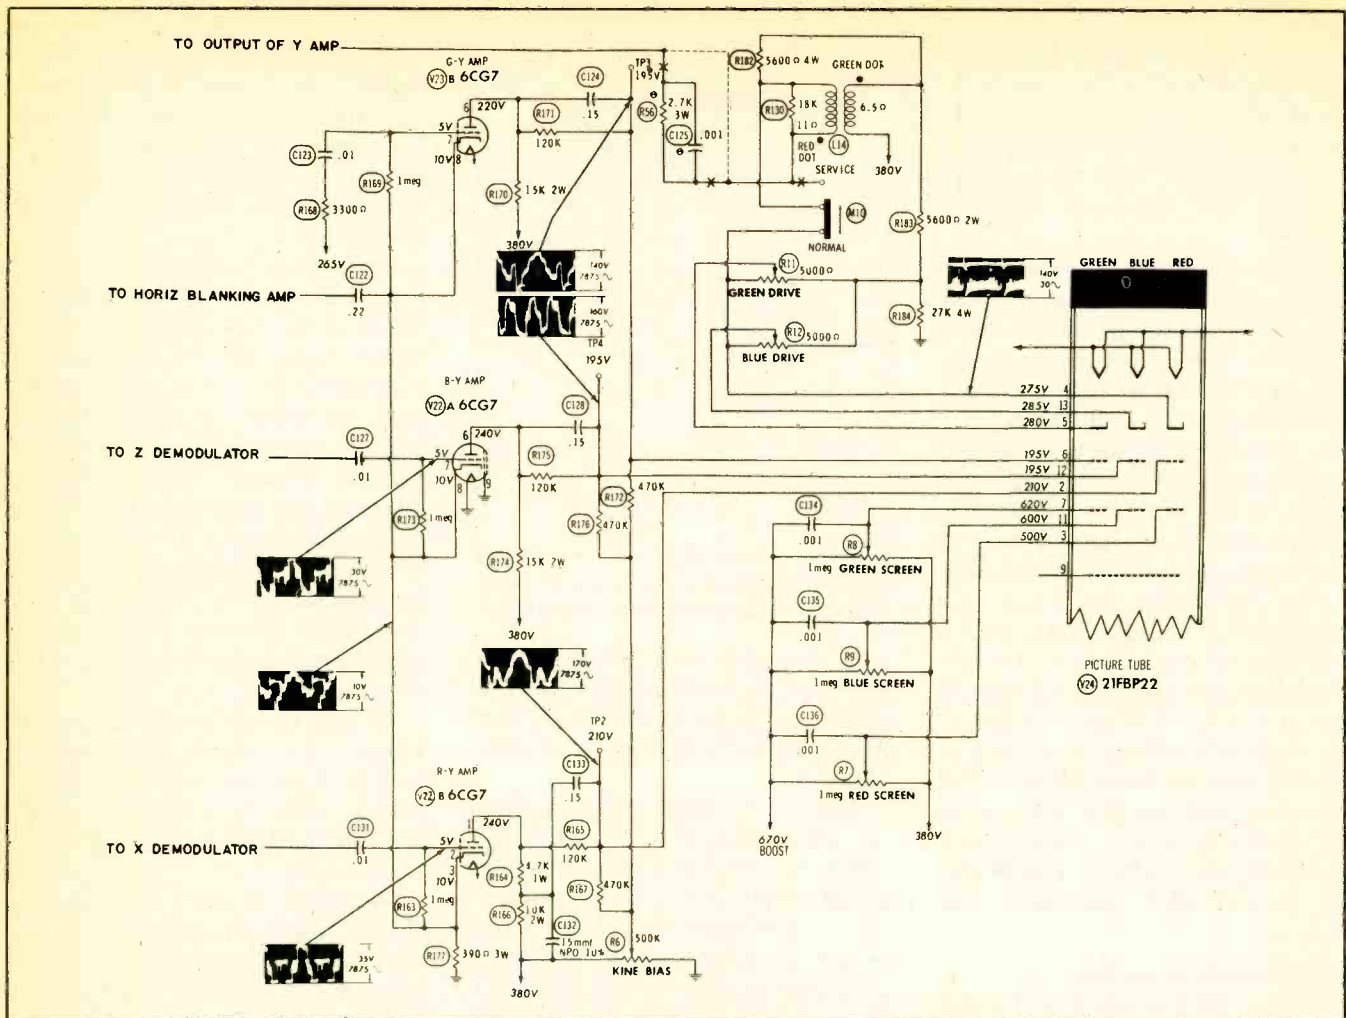 TO OUTPUT OF Y AMP
G-Y AMP
V23 B 6CG7
6
220V
5V
7
10V 8
C123 .01
R169 1meg
R168 3300Ω
265V
C122
.22
TO HORIZ BLANKING AMP
C124
.15
R171
120K
R170 15K 2W
380V
TP3
195V
140V
7875∿
160V
7875∿
TP4
195V
R56 2.7K
3W
C125 .001
R182 5600Ω 4W
GREEN DOT
R130 18K
11Ω
6.5Ω
RED
DOT
L14
SERVICE
380V
M10
NORMAL
R183 5600Ω 2W
R11 5000Ω
GREEN DRIVE
R12 5000Ω
BLUE DRIVE
R184 27K 4W
140V
30∿
GREEN BLUE RED
275V 4
285V 13
280V 5
195V 6
195V 12
210V 2
620V 7
600V 11
500V 3
9
PICTURE TUBE
V24 21FBP22
B-Y AMP
V22 A 6CG7
6
240V
TO Z DEMODULATOR
C127
.01
5V
7
10V
8
9
R173 1meg
C128
.15
R175
120K
R172 470K
R176 470K
R174 15K 2W
380V
30V
7875∿
10V
7875∿
170V
7875∿
TP2
210V
C134
.001
R8
1meg GREEN SCREEN
C135
.001
R9
1meg BLUE SCREEN
C136
.001
R7
1meg RED SCREEN
670V
BOOST
380V
R-Y AMP
V22 B 6CG7
1
240V
TO X DEMODULATOR
C131
.01
5V
2
3
10V
R163 1meg
R177 390Ω 3W
35V
7875∿
C133
.15
R165
120K
R164 4.7K
1W
R167 470K
R166 10K
2W
C132
15mmf
NPO 10%
R6 500K
KINE BIAS
380V